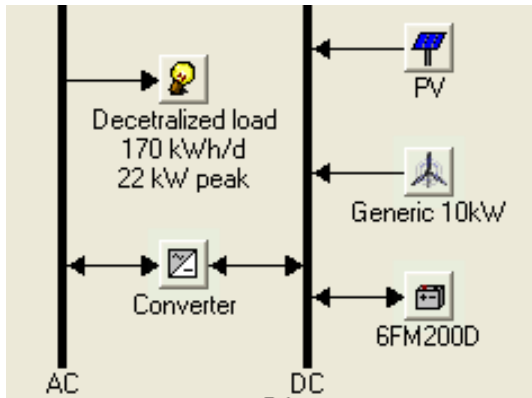 Decetralized load
170 kWh/d
22 kW peak
Converter
AC
PV
Generic 10kW
6FM200D
DC